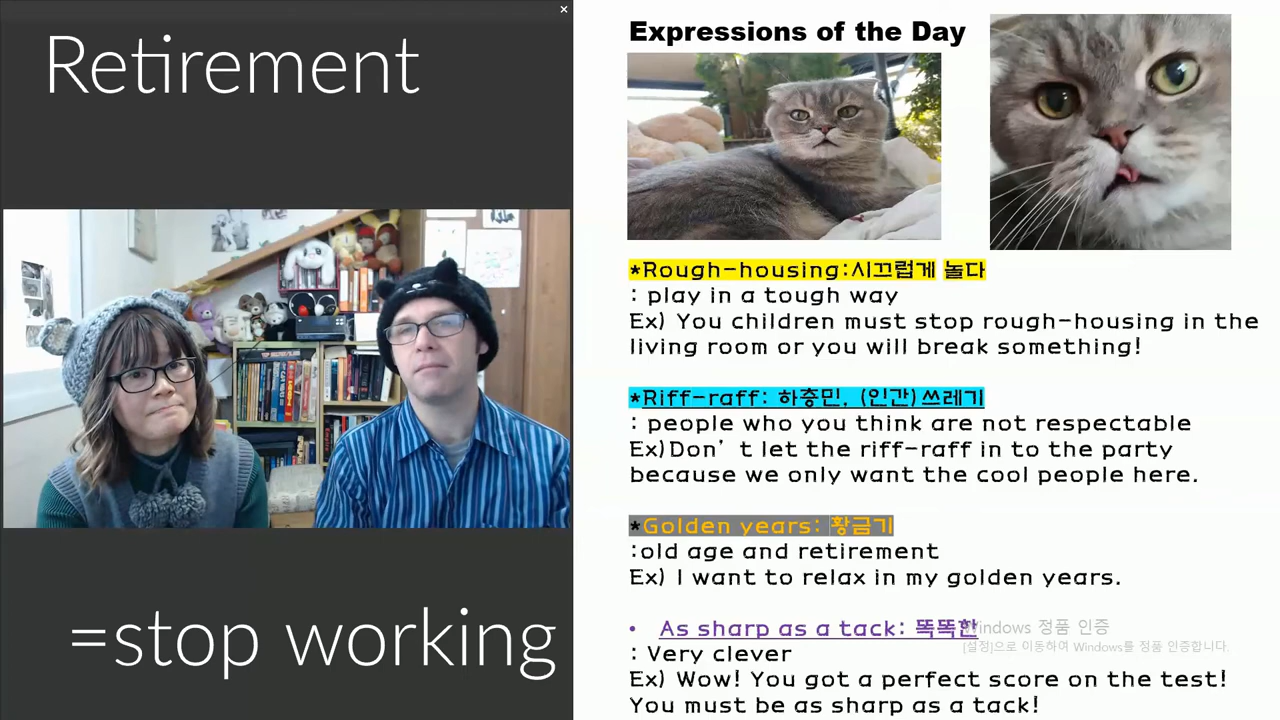 Retirement
=stop working
Expressions of the Day
*Rough-housing:시끄럽게 놀다
: play in a tough way
Ex) You children must stop rough-housing in the
living room or you will break something!
*Riff-raff: 하층민, (인간)쓰레기
: people who you think are not respectable
Ex)Don't let the riff-raff in to the party
because we only want the cool people here.
*Golden years: 황금기
:old age and retirement
Ex) I want to relax in my golden years.
• As sharp as a tack: 똑똑한
: Very clever
Ex) Wow! You got a perfect score on the test!
You must be as sharp as a tack!
Windows 정품 인증
[설정]으로 이동하여 Windows를 정품 인증합니다.